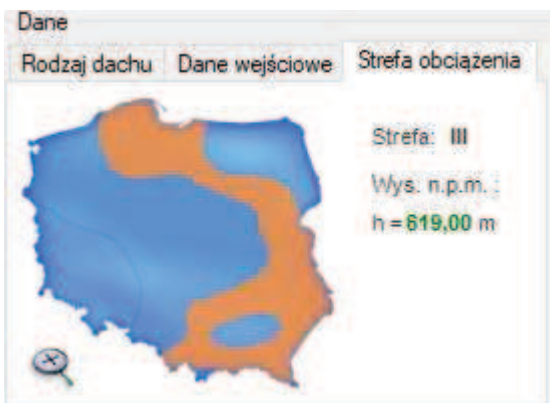 Dane
Rodzaj dachu Dane wejściowe Strefa obciążenia
Strefa: III
Wys. n.p.m. :
h = 619,00 m